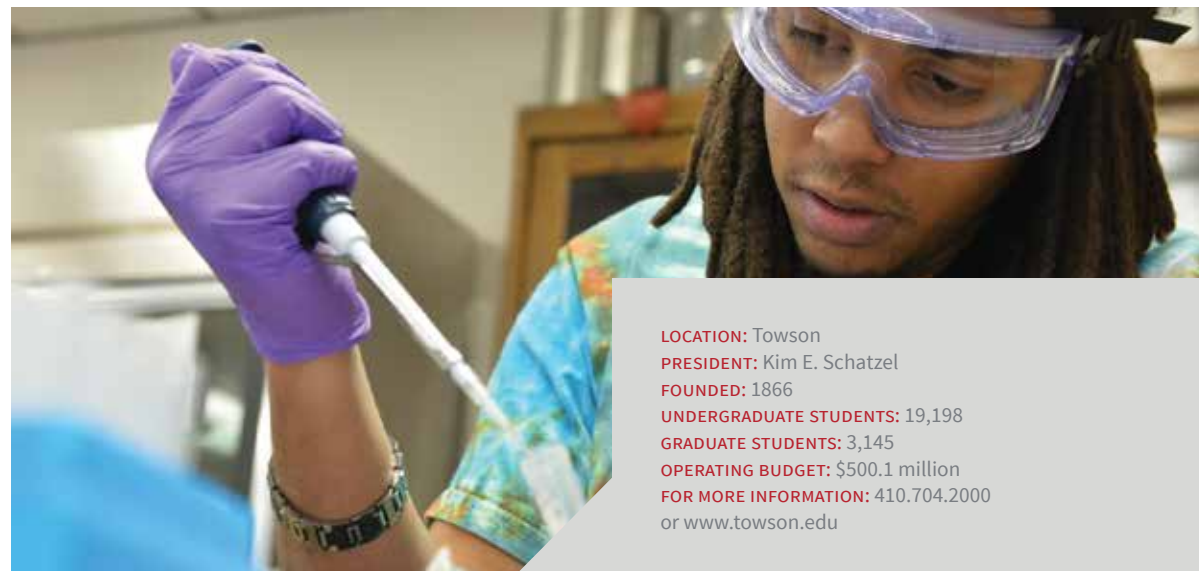 LOCATION: Towson
PRESIDENT: Kim E. Schatzel
FOUNDED: 1866
UNDERGRADUATE STUDENTS: 19,198
GRADUATE STUDENTS: 3,145
OPERATING BUDGET: $500.1 million
FOR MORE INFORMATION: 410.704.2000
or www.towson.edu